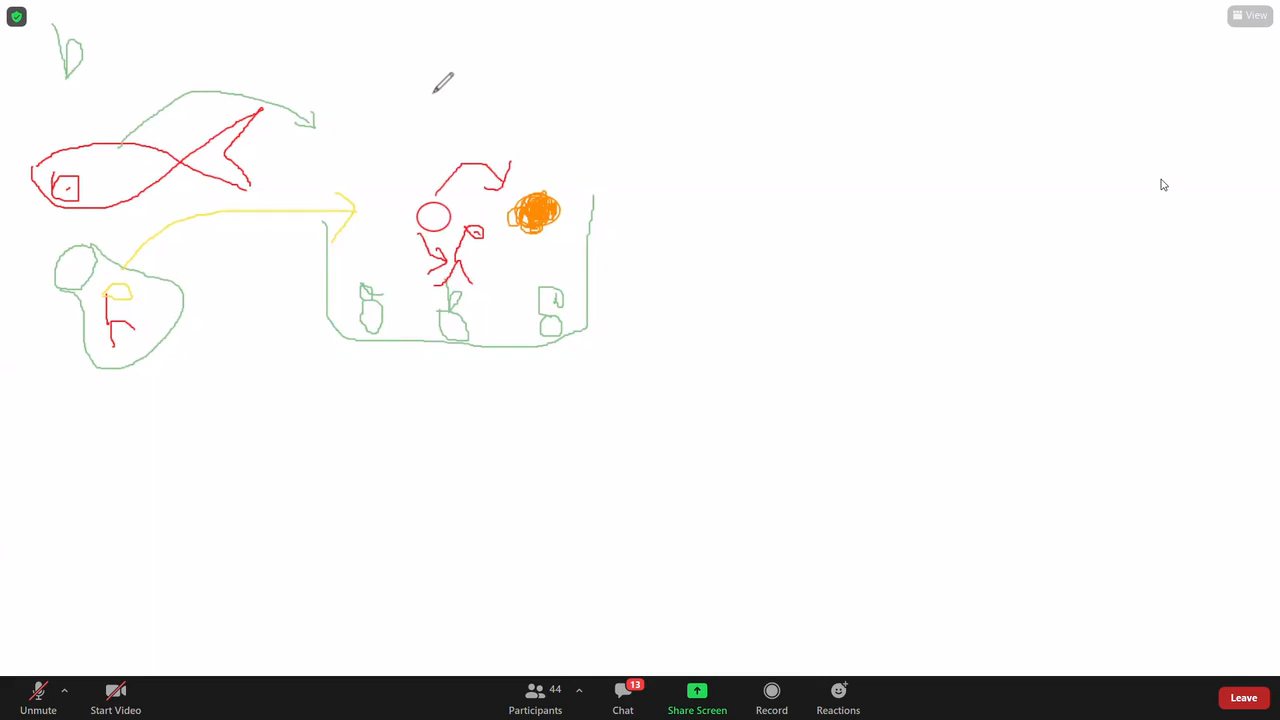 View
b
Unmute
Start Video
44
Participants
13
Chat
Share Screen
Record
Reactions
Leave